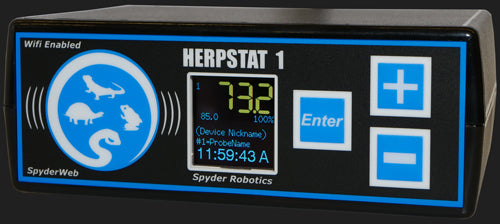 Wifi Enabled
HERPSTAT 1
1
73.2
85.0 100%
(Device Nickname)
#1-ProbeName
11:59:43 A
Enter
+
-
SpyderWeb
Spyder Robotics